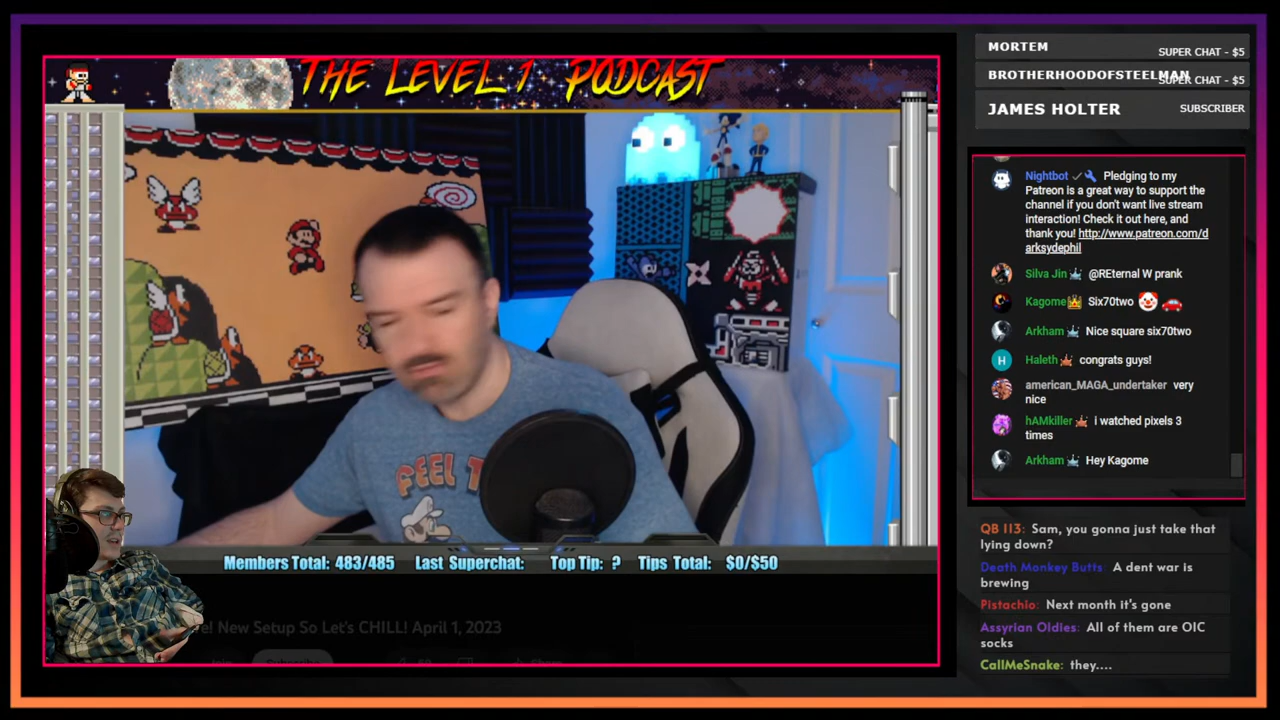 THE LEVEL 1 PODCAST
FEEL T
Members Total: 483/485 Last Superchat: Top Tip: ? Tips Total: $0/$50
! New Setup So Let's CHILL! April 1, 2023
Subscribe
Share
MORTEM SUPER CHAT - $5
BROTHERHOODOFSTEELMAN SUPER CHAT - $5
JAMES HOLTER SUBSCRIBER
Nightbot Pledging to my
Patreon is a great way to support the
channel if you don't want live stream
interaction! Check it out here, and
thank you! http://www.patreon.com/d
arksydephil
Silva Jin @REternal W prank
Kagome Six70two
Arkham Nice square six70two
Haleth congrats guys!
american_MAGA_undertaker very
nice
hAMkiller i watched pixels 3
times
Arkham Hey Kagome
QB 113: Sam, you gonna just take that
lying down?
Death Monkey Butts: A dent war is
brewing
Pistachio: Next month it's gone
Assyrian Oldies: All of them are OIC
socks
CallMeSnake: they....